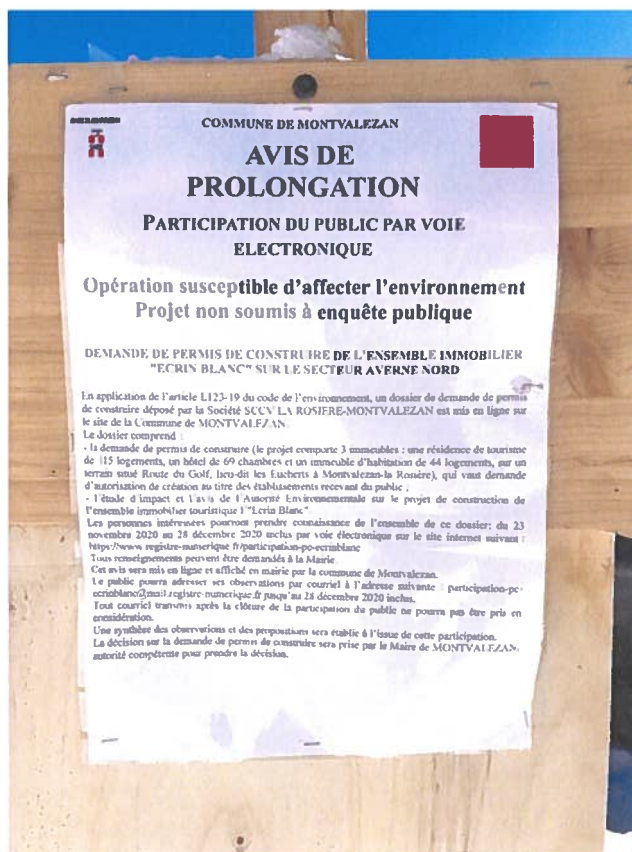 COMMUNE DE MONTVALEZAN
AVIS DE
PROLONGATION
PARTICIPATION DU PUBLIC PAR VOIE
ELECTRONIQUE
Opération susceptible d'affecter l'environnement
Projet non soumis à enquête publique
DEMANDE DE PERMIS DE CONSTRUIRE DE L'ENSEMBLE IMMOBILIER
"ECRIN BLANC" SUR LE SECTEUR AVERNE NORD
En application de l'article L123-19 du code de l'environnement, un dossier de demande de permis
de construire déposé par la Société SCCV LA ROSIERE-MONTVALEZAN est mis en ligne sur
le site de la Commune de MONTVALEZAN.
Le dossier comprend :
- la demande de permis de construire (le projet comporte 3 immeubles : une résidence de tourisme
de 115 logements, un hôtel de 69 chambres et un immeuble d'habitation de 44 logements, sur un
terrain situé Route du Golf, lieu-dit les Eucherts à Montvalezan-la Rosière), qui vaut demande
d'autorisation de création au titre des établissements recevant du public ;
- l'étude d'impact et l'avis de l'Autorité Environnementale sur le projet de construction de
l'ensemble immobilier touristique l'"Ecrin Blanc".
Les personnes intéressées pourront prendre connaissance de l'ensemble de ce dossier; du 23
novembre 2020 au 28 décembre 2020 inclus par voie électronique sur le site internet suivant :
https://www.registre-numerique.fr/participation-pc-ecrinblanc
Tous renseignements peuvent être demandés à la Mairie.
Cet avis sera mis en ligne et affiché en mairie par la commune de Montvalezan.
Le public pourra adresser ses observations par courriel à l'adresse suivante : participation-pc-
ecrinblanc@mail.registre-numerique.fr jusqu'au 28 décembre 2020 inclus.
Tout courriel transmis après la clôture de la participation du public ne pourra pas être pris en
considération.
Une synthèse des observations et des propositions sera établie à l'issue de cette participation.
La décision sur la demande de permis de construire sera prise par le Maire de MONTVALEZAN,
autorité compétente pour prendre la décision.